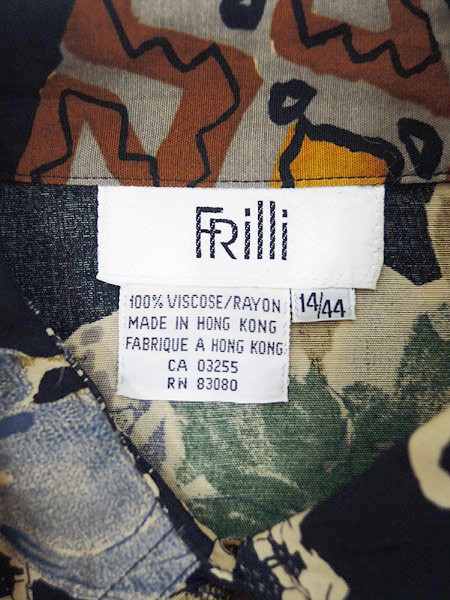 FRilli
100% VISCOSE/RAYON
MADE IN HONG KONG
FABRIQUE A HONG KONG
CA 03255
RN 83080
14/44